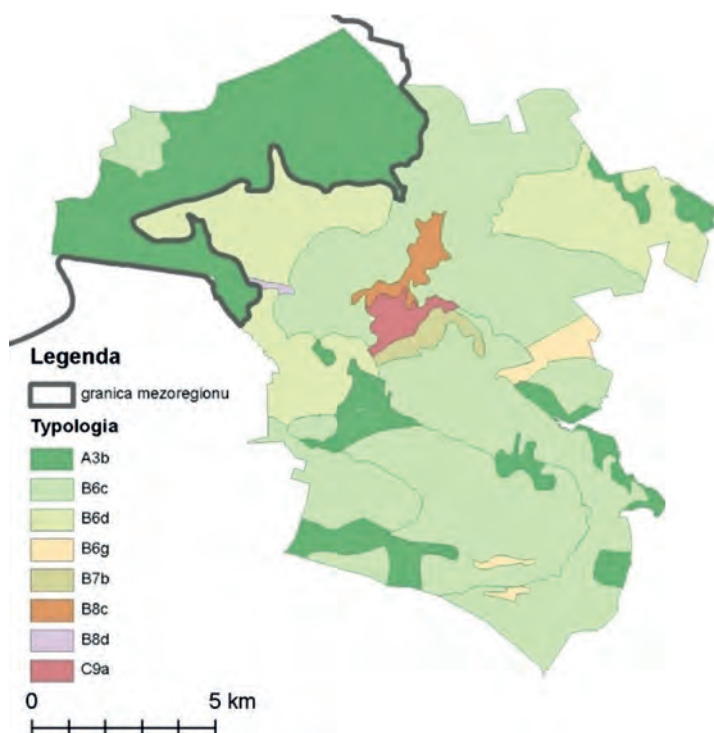 Legenda
granica mezoregionu
Typologia
A3b
B6c
B6d
B6g
B7b
B8c
B8d
C9a
0 5 km